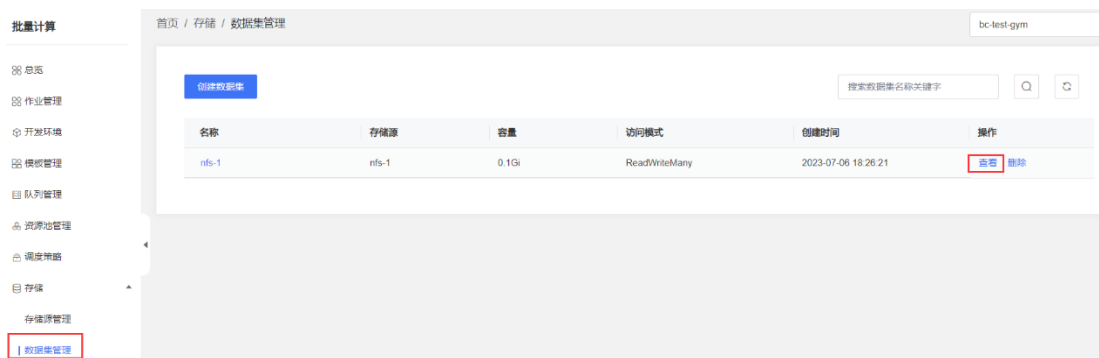 批量计算
首页 / 存储 / 数据集管理
bc-test-gym
总览
作业管理
开发环境
模板管理
队列管理
资源池管理
调度策略
存储
存储源管理
数据集管理
创建数据集
搜索数据集名称关键字
名称 存储源 容量 访问模式 创建时间 操作
nfs-1 nfs-1 0.1Gi ReadWriteMany 2023-07-06 18:26:21 查看 删除